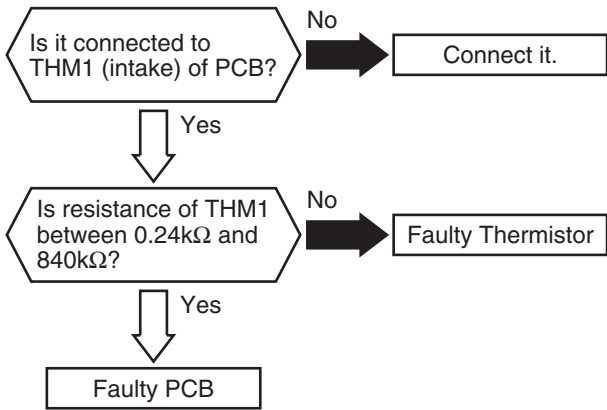 Is it connected to
THM1 (intake) of PCB?
No
Connect it.
Yes
Is resistance of THM1
between 0.24kΩ and
840kΩ?
No
Faulty Thermistor
Yes
Faulty PCB